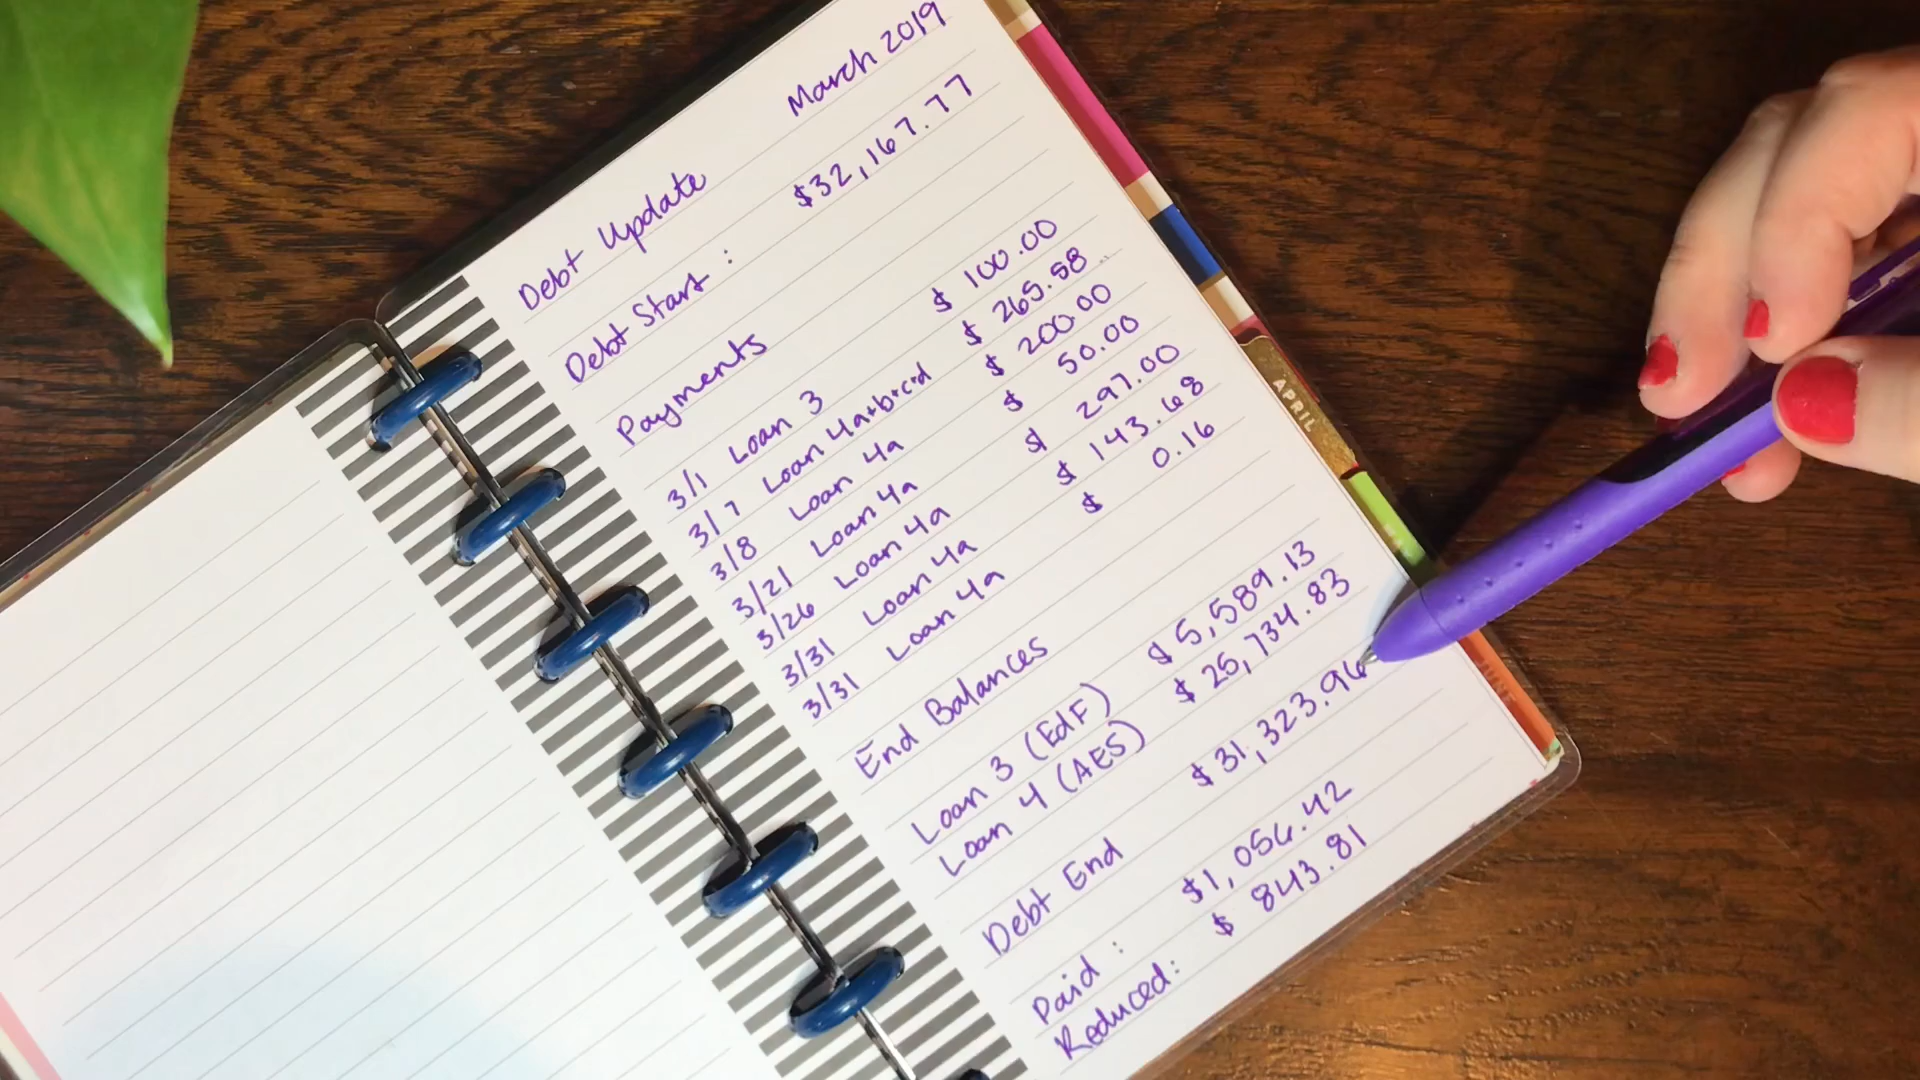 Debt Update March 2019
Debt Start : $32,167.77
Payments
3/1 Loan 3 $ 100.00
3/7 Loan 4a+b+c+d $ 265.58
3/8 Loan 4a $ 200.00
3/21 Loan 4a $ 50.00
3/26 Loan 4a $ 297.00
3/31 Loan 4a $ 143.68
3/31 Loan 4a $ 0.16
End Balances
Loan 3 (EdF) $ 5,589.13
Loan 4 (AES) $ 25,734.83
Debt End $ 31,323.96
Paid : $1,056.42
Reduced: $ 843.81
APRIL